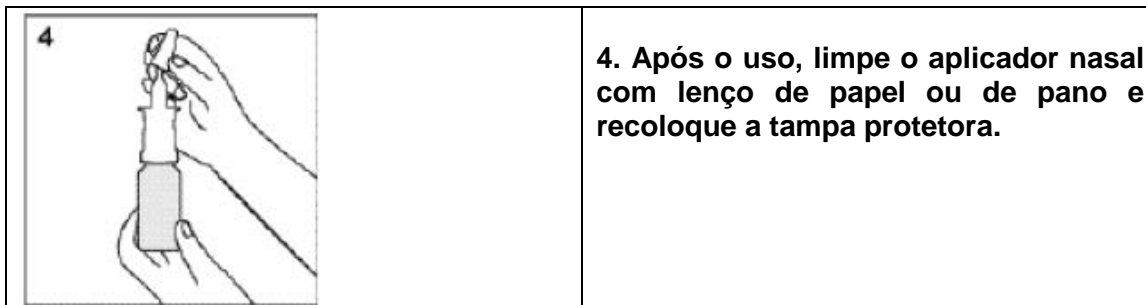 4
4. Após o uso, limpe o aplicador nasal
com lenço de papel ou de pano e
recoloque a tampa protetora.